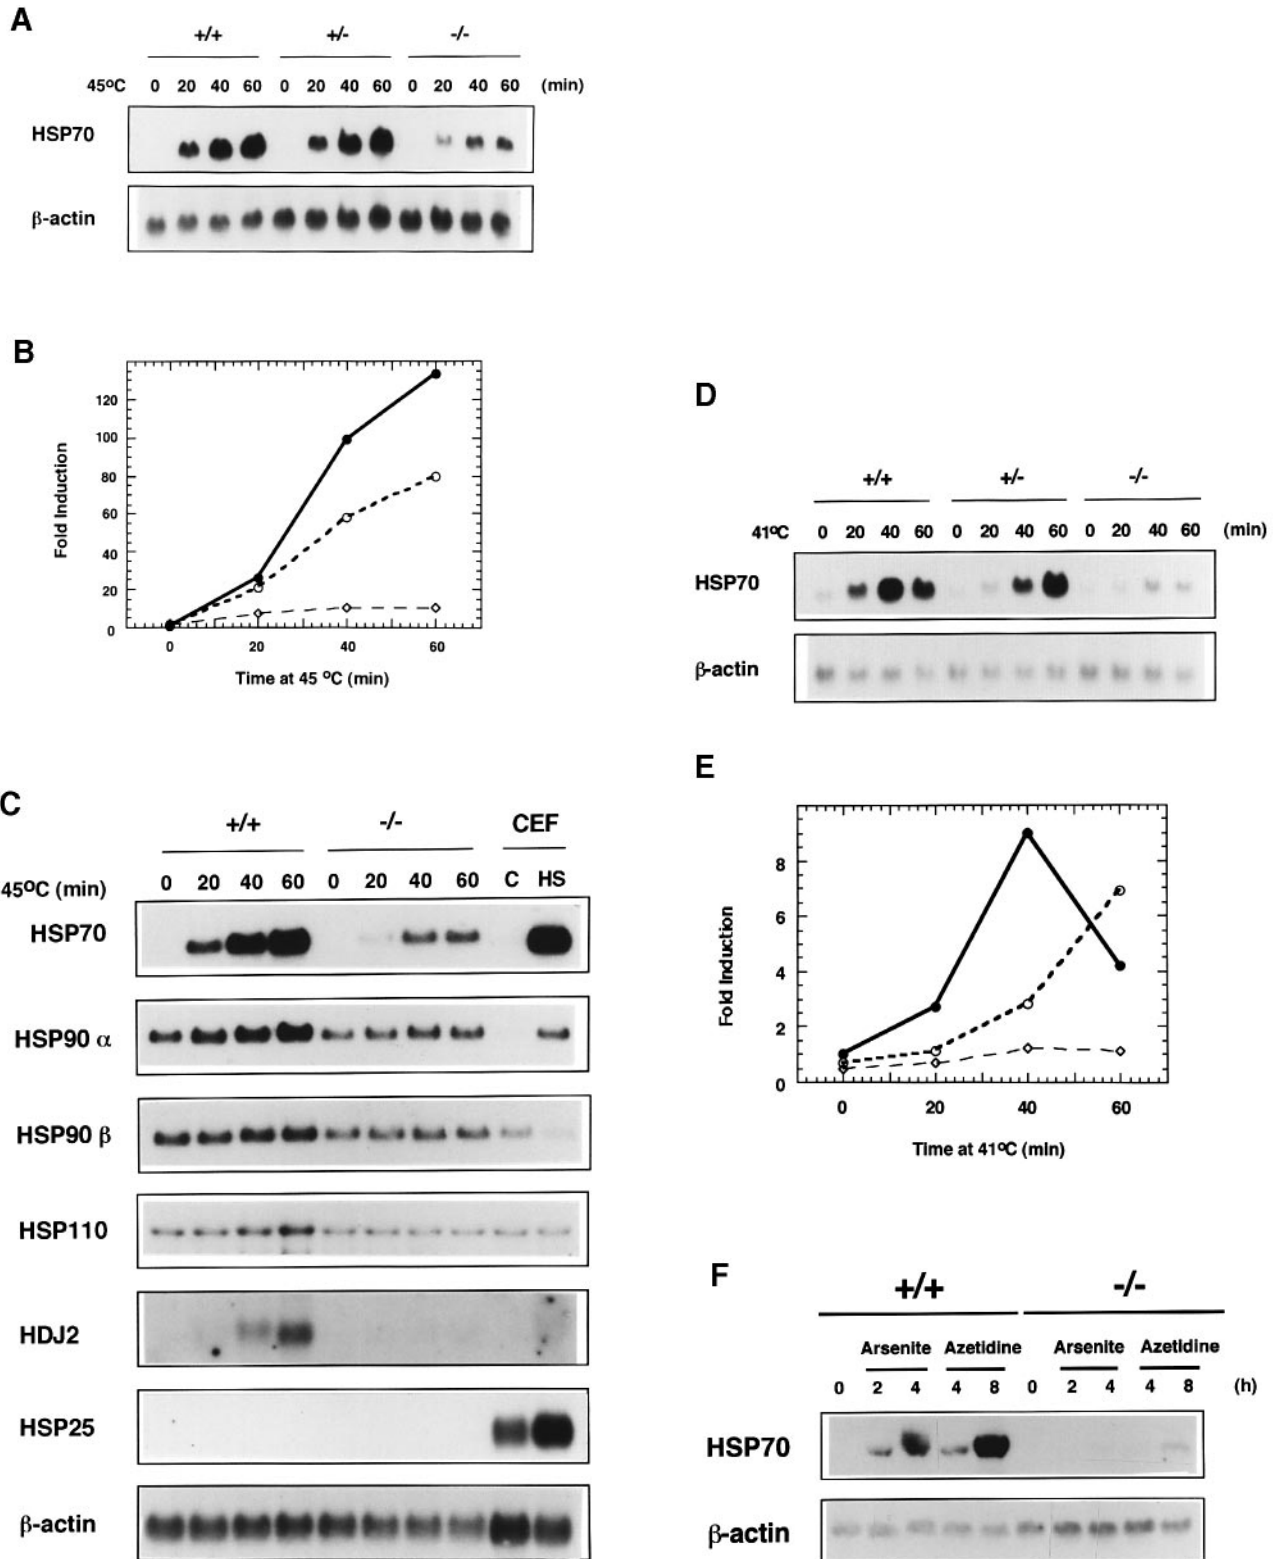 A
+/+ +/- -/-
45ºC 0 20 40 60 0 20 40 60 0 20 40 60 (min)
HSP70
β-actin
B
120
100
80
60
40
20
0
Fold Induction
0 20 40 60
Time at 45 ºC (min)
C
+/+ -/- CEF
45ºC (min) 0 20 40 60 0 20 40 60 C HS
HSP70
HSP90 α
HSP90 β
HSP110
HDJ2
HSP25
β-actin
D
+/+ +/- -/-
41ºC 0 20 40 60 0 20 40 60 0 20 40 60 (min)
HSP70
β-actin
E
8
6
4
2
0
Fold Induction
0 20 40 60
Time at 41ºC (min)
F
+/+ -/-
Arsenite Azetidine Arsenite Azetidine
0 2 4 4 8 0 2 4 4 8 (h)
HSP70
β-actin